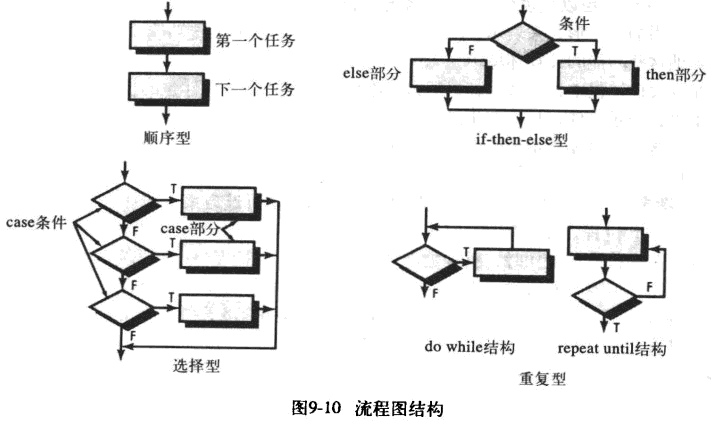 第一个任务
下一个任务
顺序型
条件
F
T
else部分
then部分
if-then-else型
case条件
T
F
case部分
T
F
T
F
选择型
T
F
do while结构
F
T
repeat until结构
重复型
图9-10 流程图结构